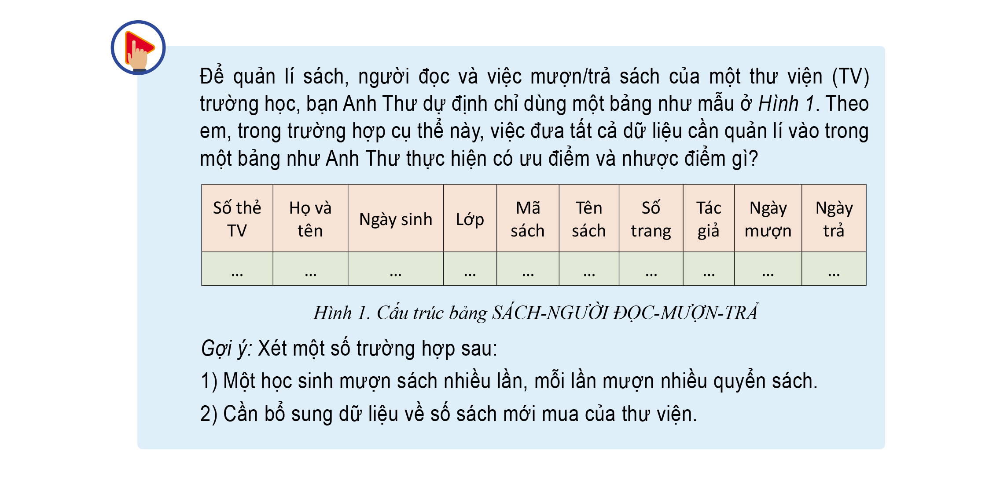 Để quản lí sách, người đọc và việc mượn/trả sách của một thư viện (TV)
trường học, bạn Anh Thư dự định chỉ dùng một bảng như mẫu ở Hình 1. Theo
em, trong trường hợp cụ thể này, việc đưa tất cả dữ liệu cần quản lí vào trong
một bảng như Anh Thư thực hiện có ưu điểm và nhược điểm gì?
Số thẻ TV | Họ và tên | Ngày sinh | Lớp | Mã sách | Tên sách | Số trang | Tác giả | Ngày mượn | Ngày trả
... | ... | ... | ... | ... | ... | ... | ... | ... | ...
Hình 1. Cấu trúc bảng SÁCH-NGƯỜI ĐỌC-MƯỢN-TRẢ
Gợi ý: Xét một số trường hợp sau:
1) Một học sinh mượn sách nhiều lần, mỗi lần mượn nhiều quyển sách.
2) Cần bổ sung dữ liệu về số sách mới mua của thư viện.